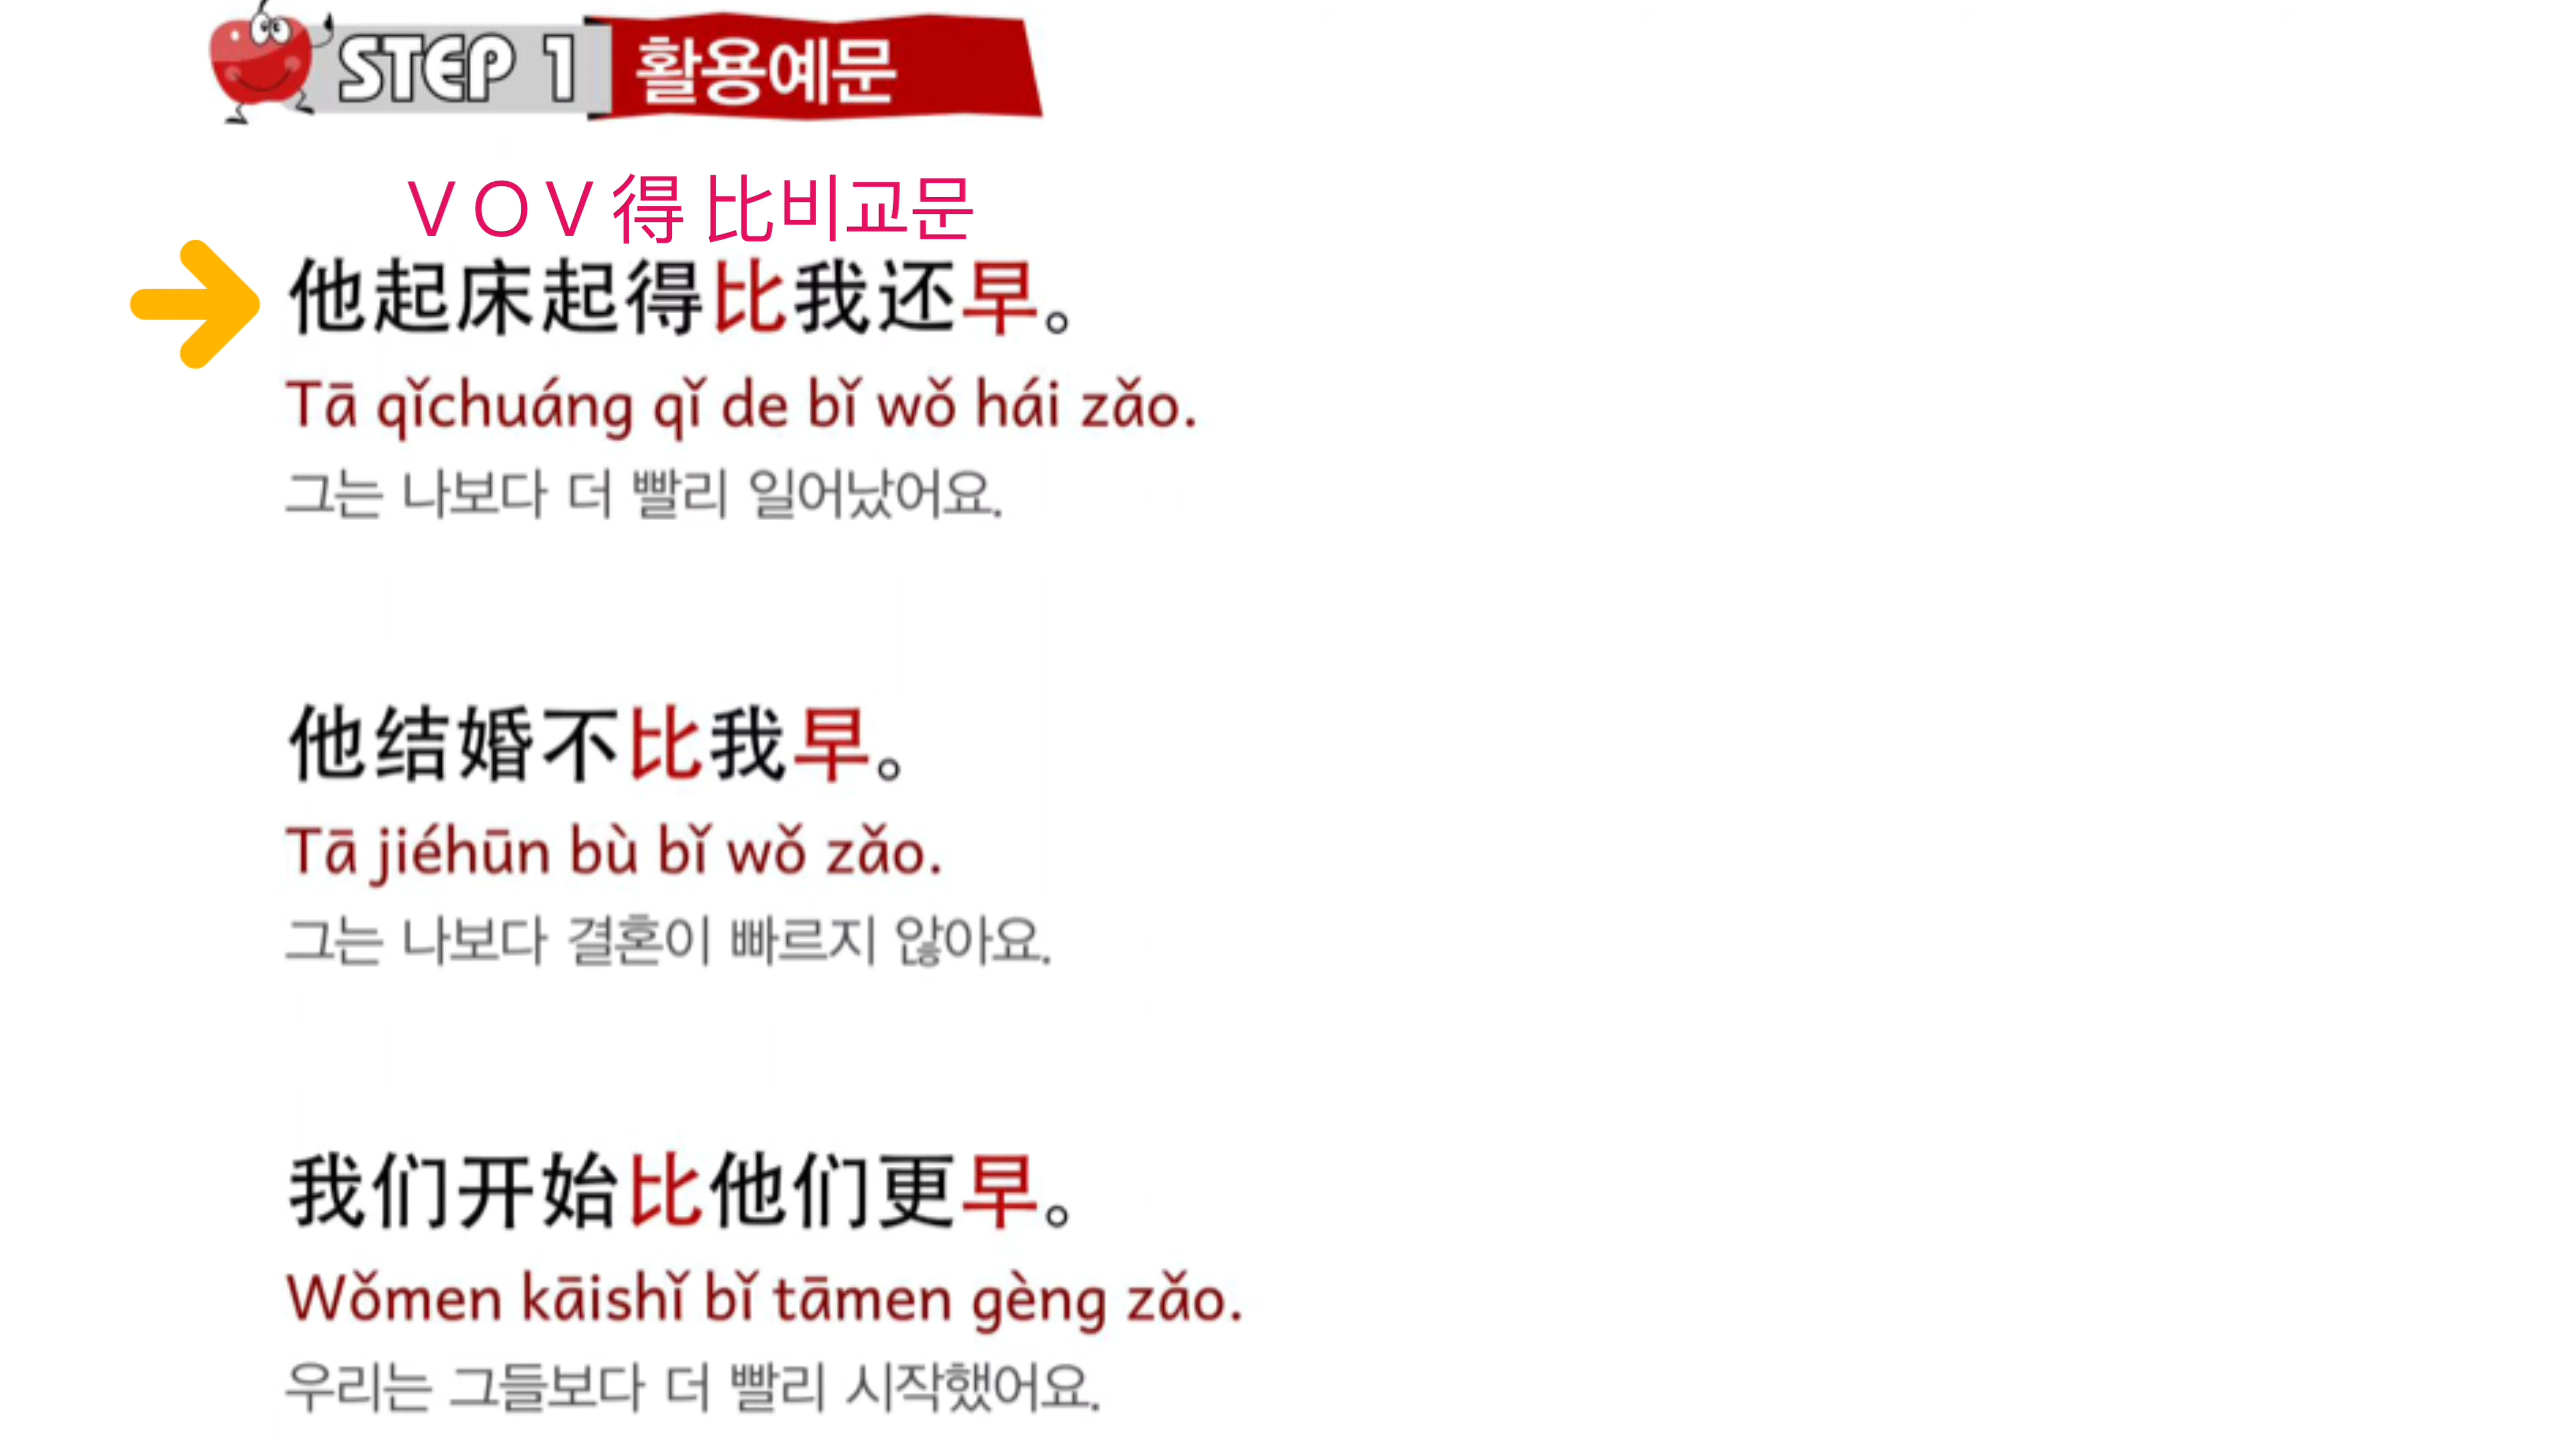 STEP 1 활용예문
V O V 得 比비교문
他起床起得比我还早。
Tā qǐchuáng qǐ de bǐ wǒ hái zǎo.
그는 나보다 더 빨리 일어났어요.
他结婚不比我早。
Tā jiéhūn bù bǐ wǒ zǎo.
그는 나보다 결혼이 빠르지 않아요.
我们开始比他们更早。
Wǒmen kāishǐ bǐ tāmen gèng zǎo.
우리는 그들보다 더 빨리 시작했어요.